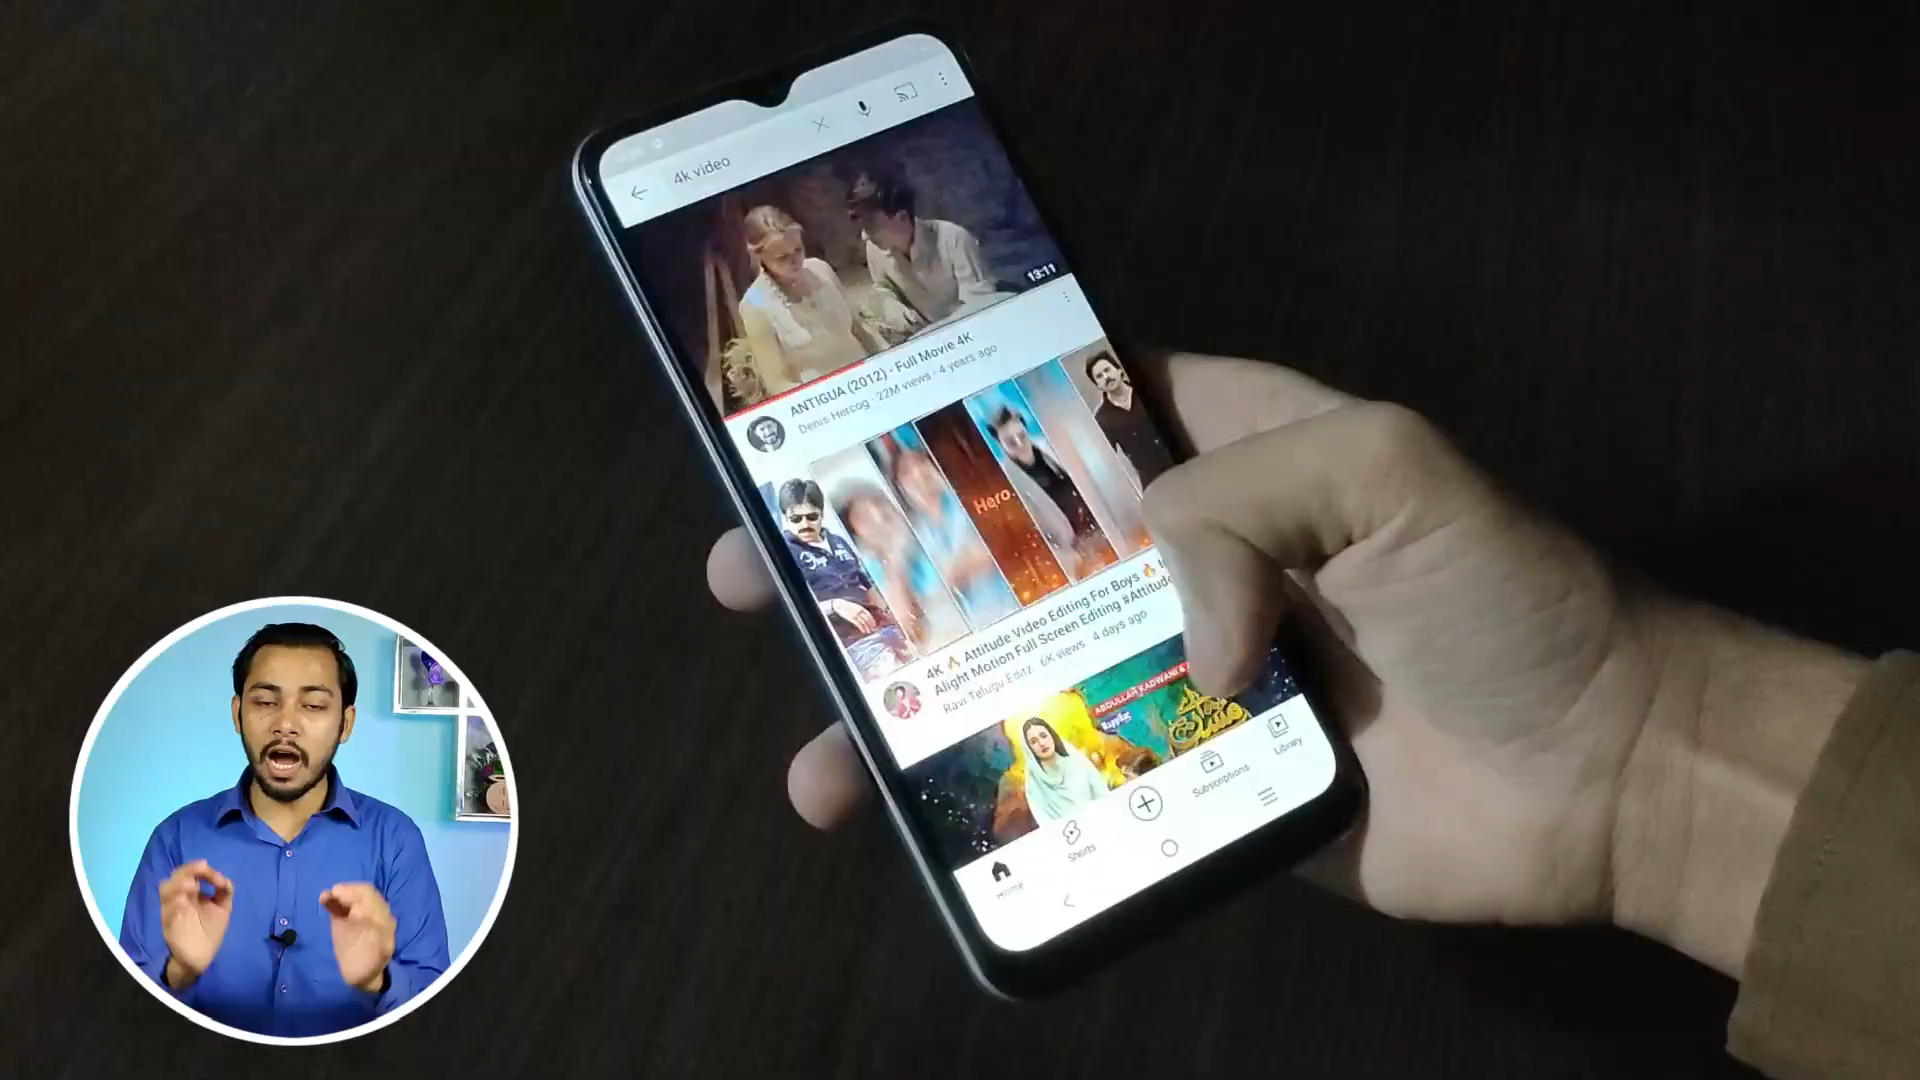 4k video
13:11
ANTIGUA (2012) - Full Movie 4K
Denis Hercog · 22M views · 4 years ago
Hero.
4K 🔥 Attitude Video Editing For Boys 🔥
Alight Motion Full Screen Editing #Attitude
Ravi Telugu Editz · 6K views · 4 days ago
ABDULLAH KADWANI &
Home
Shorts
Subscriptions
Library